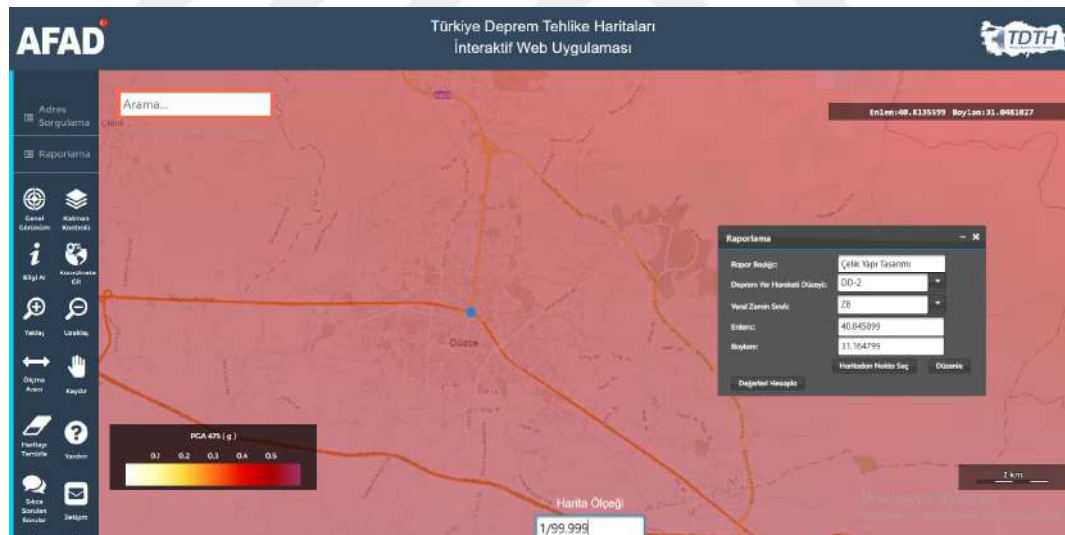 AFAD
Türkiye Deprem Tehlike Haritaları
İnteraktif Web Uygulaması
TDTH
Adres
Sorgulama
Raporlama
Arama...
Enlem:40.8135599 Boylam:31.0481027
Genel
Görünüm
Katman
Kontrolü
Bilgi Al
Koordinata
Git
Yaklaş
Uzaklaş
Ölçme
Aracı
Kaydır
Haritayı
Temizle
Yardım
Sıkca
Sorulan
Sorular
İletişim
Düzce
Raporlama
Rapor Başlığı:
Çelik Yapı Tasarımı
Deprem Yer Hareketi Düzeyi:
DD-2
Yerel Zemin Sınıfı:
ZB
Enlem:
40.845899
Boylam:
31.164799
Haritadan Nokta Seç
Düzenle
Değerleri Hesapla
PGA 475 ( g )
0.1 0.2 0.3 0.4 0.5
2 km
Harita Ölçeği
1/99.999